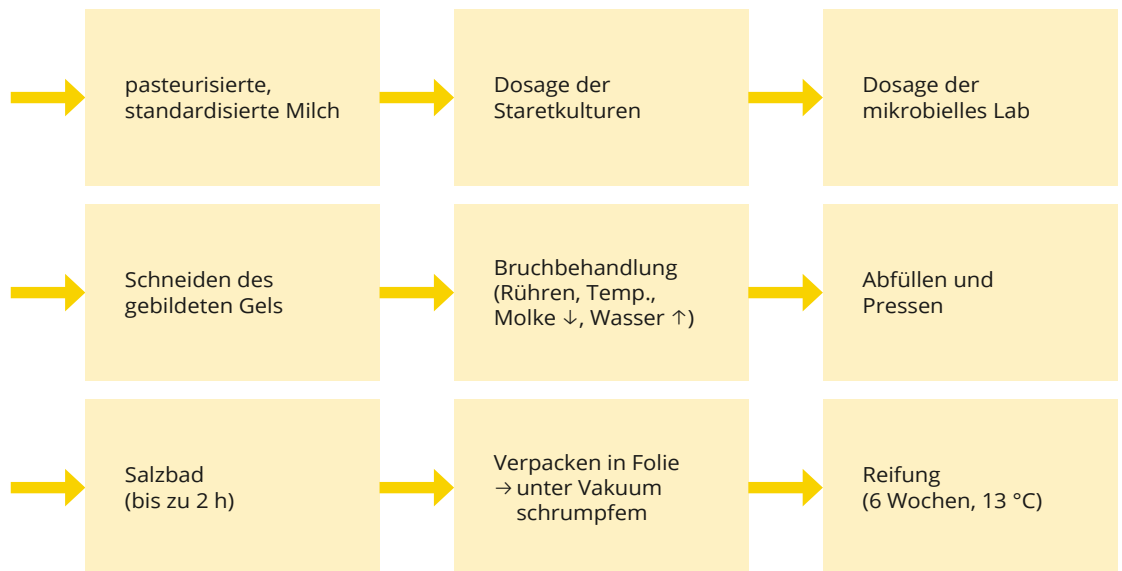 pasteurisierte,
standardisierte Milch
Dosage der
Staretkulturen
Dosage der
mikrobielles Lab
Schneiden des
gebildeten Gels
Bruchbehandlung
(Rühren, Temp.,
Molke ↓, Wasser ↑)
Abfüllen und
Pressen
Salzbad
(bis zu 2 h)
Verpacken in Folie
→ unter Vakuum
schrumpfem
Reifung
(6 Wochen, 13 °C)